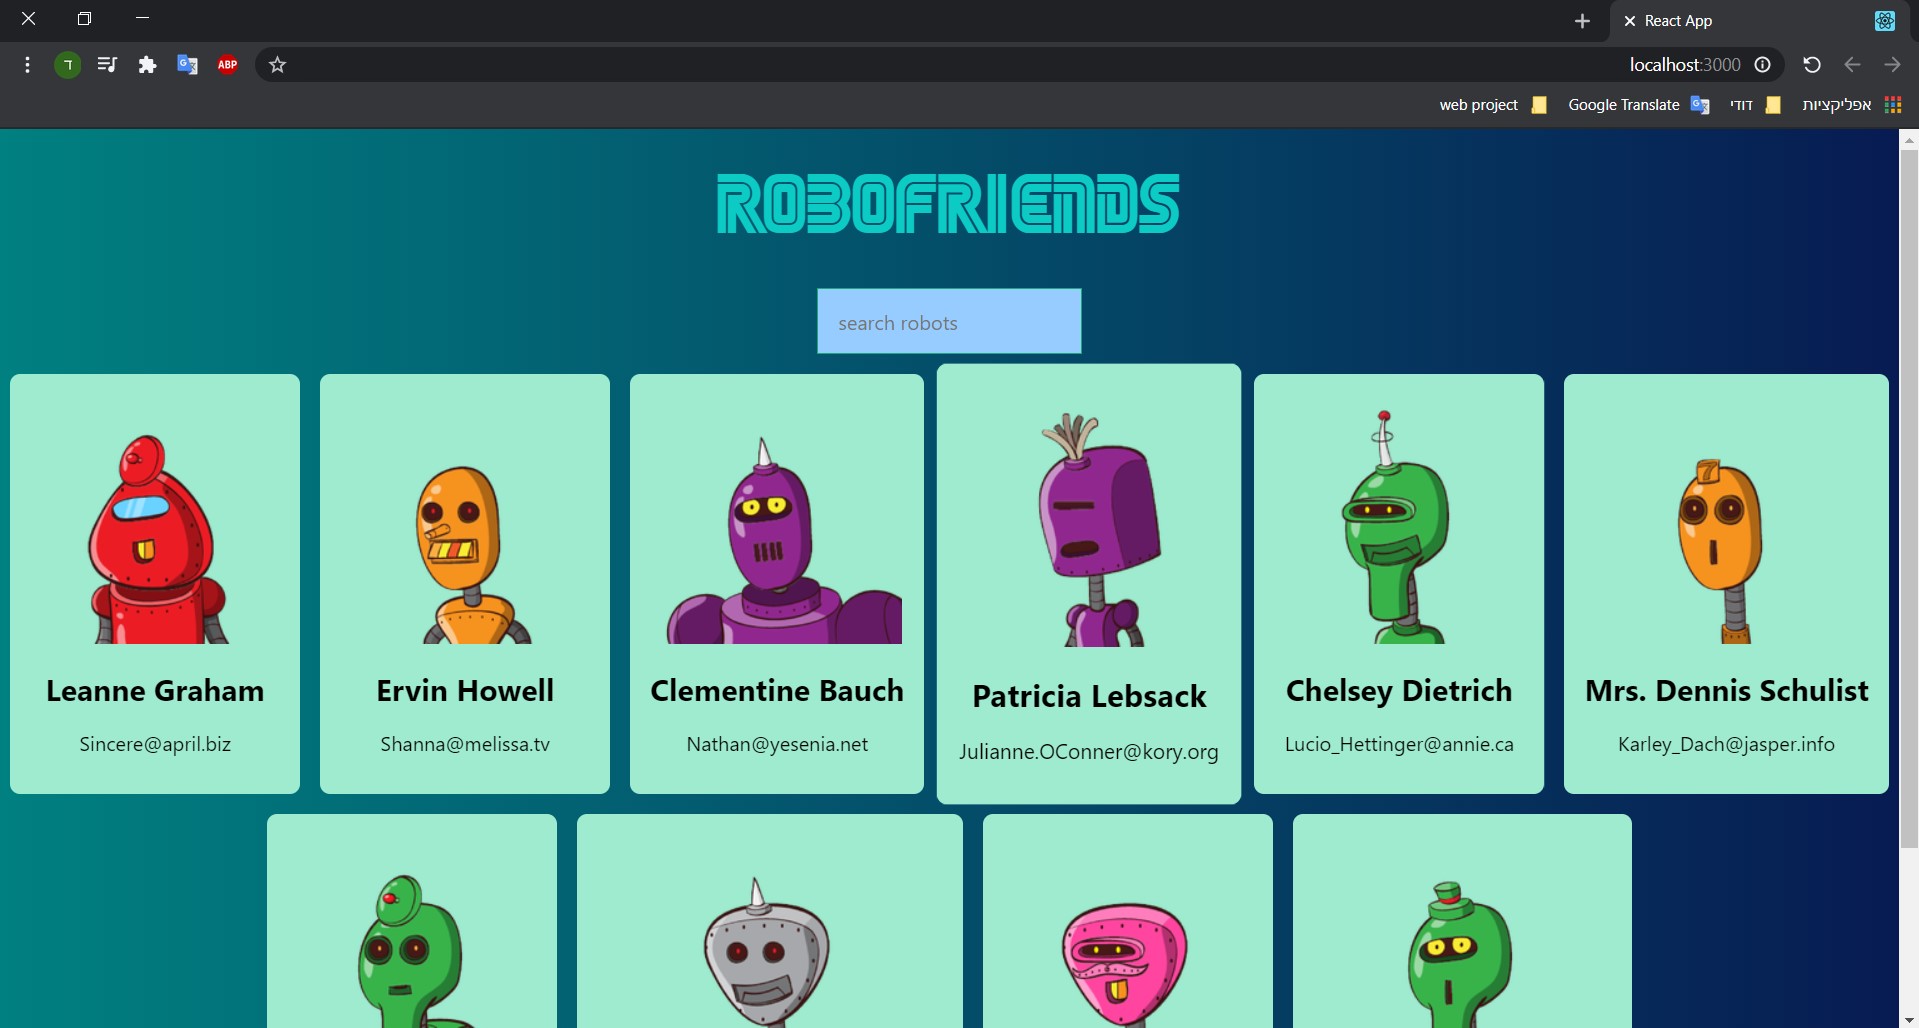 React App
ABP
ד
localhost:3000
אפליקציות
דודי
Google Translate
web project
ROBOFRIENDS
search robots
7
Leanne Graham
Ervin Howell
Clementine Bauch
Patricia Lebsack
Chelsey Dietrich
Mrs. Dennis Schulist
Sincere@april.biz
Shanna@melissa.tv
Nathan@yesenia.net
Julianne.OConner@kory.org
Lucio_Hettinger@annie.ca
Karley_Dach@jasper.info